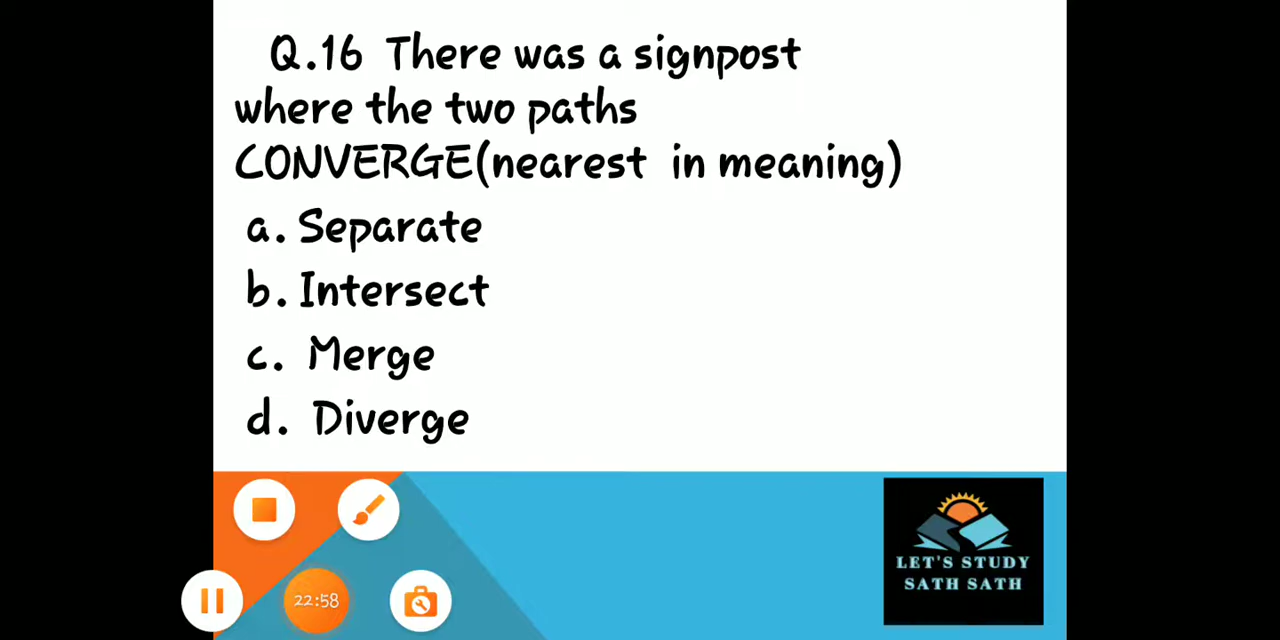 Q.16 There was a signpost
where the two paths
CONVERGE(nearest in meaning)
a. Separate
b. Intersect
c. Merge
d. Diverge
22:58
LET'S STUDY
SATH SATH